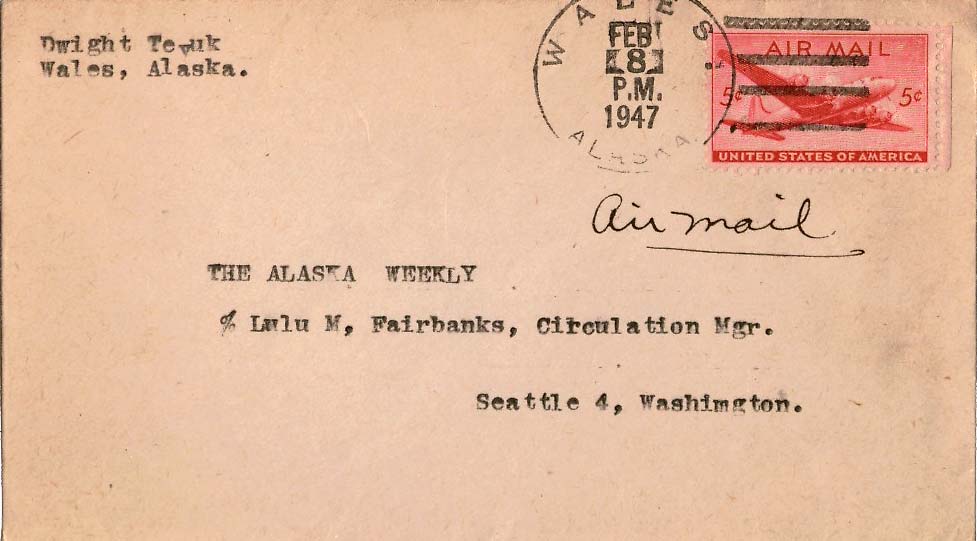 Dwight Tevuk
Wales, Alaska.
WALES
FEB
8
P.M.
1947
ALASKA.
AIR MAIL
5¢ 5¢
UNITED STATES OF AMERICA
Air mail
THE ALASKA WEEKLY
% Lulu M, Fairbanks, Circulation Mgr.
Seattle 4, Washimgton.